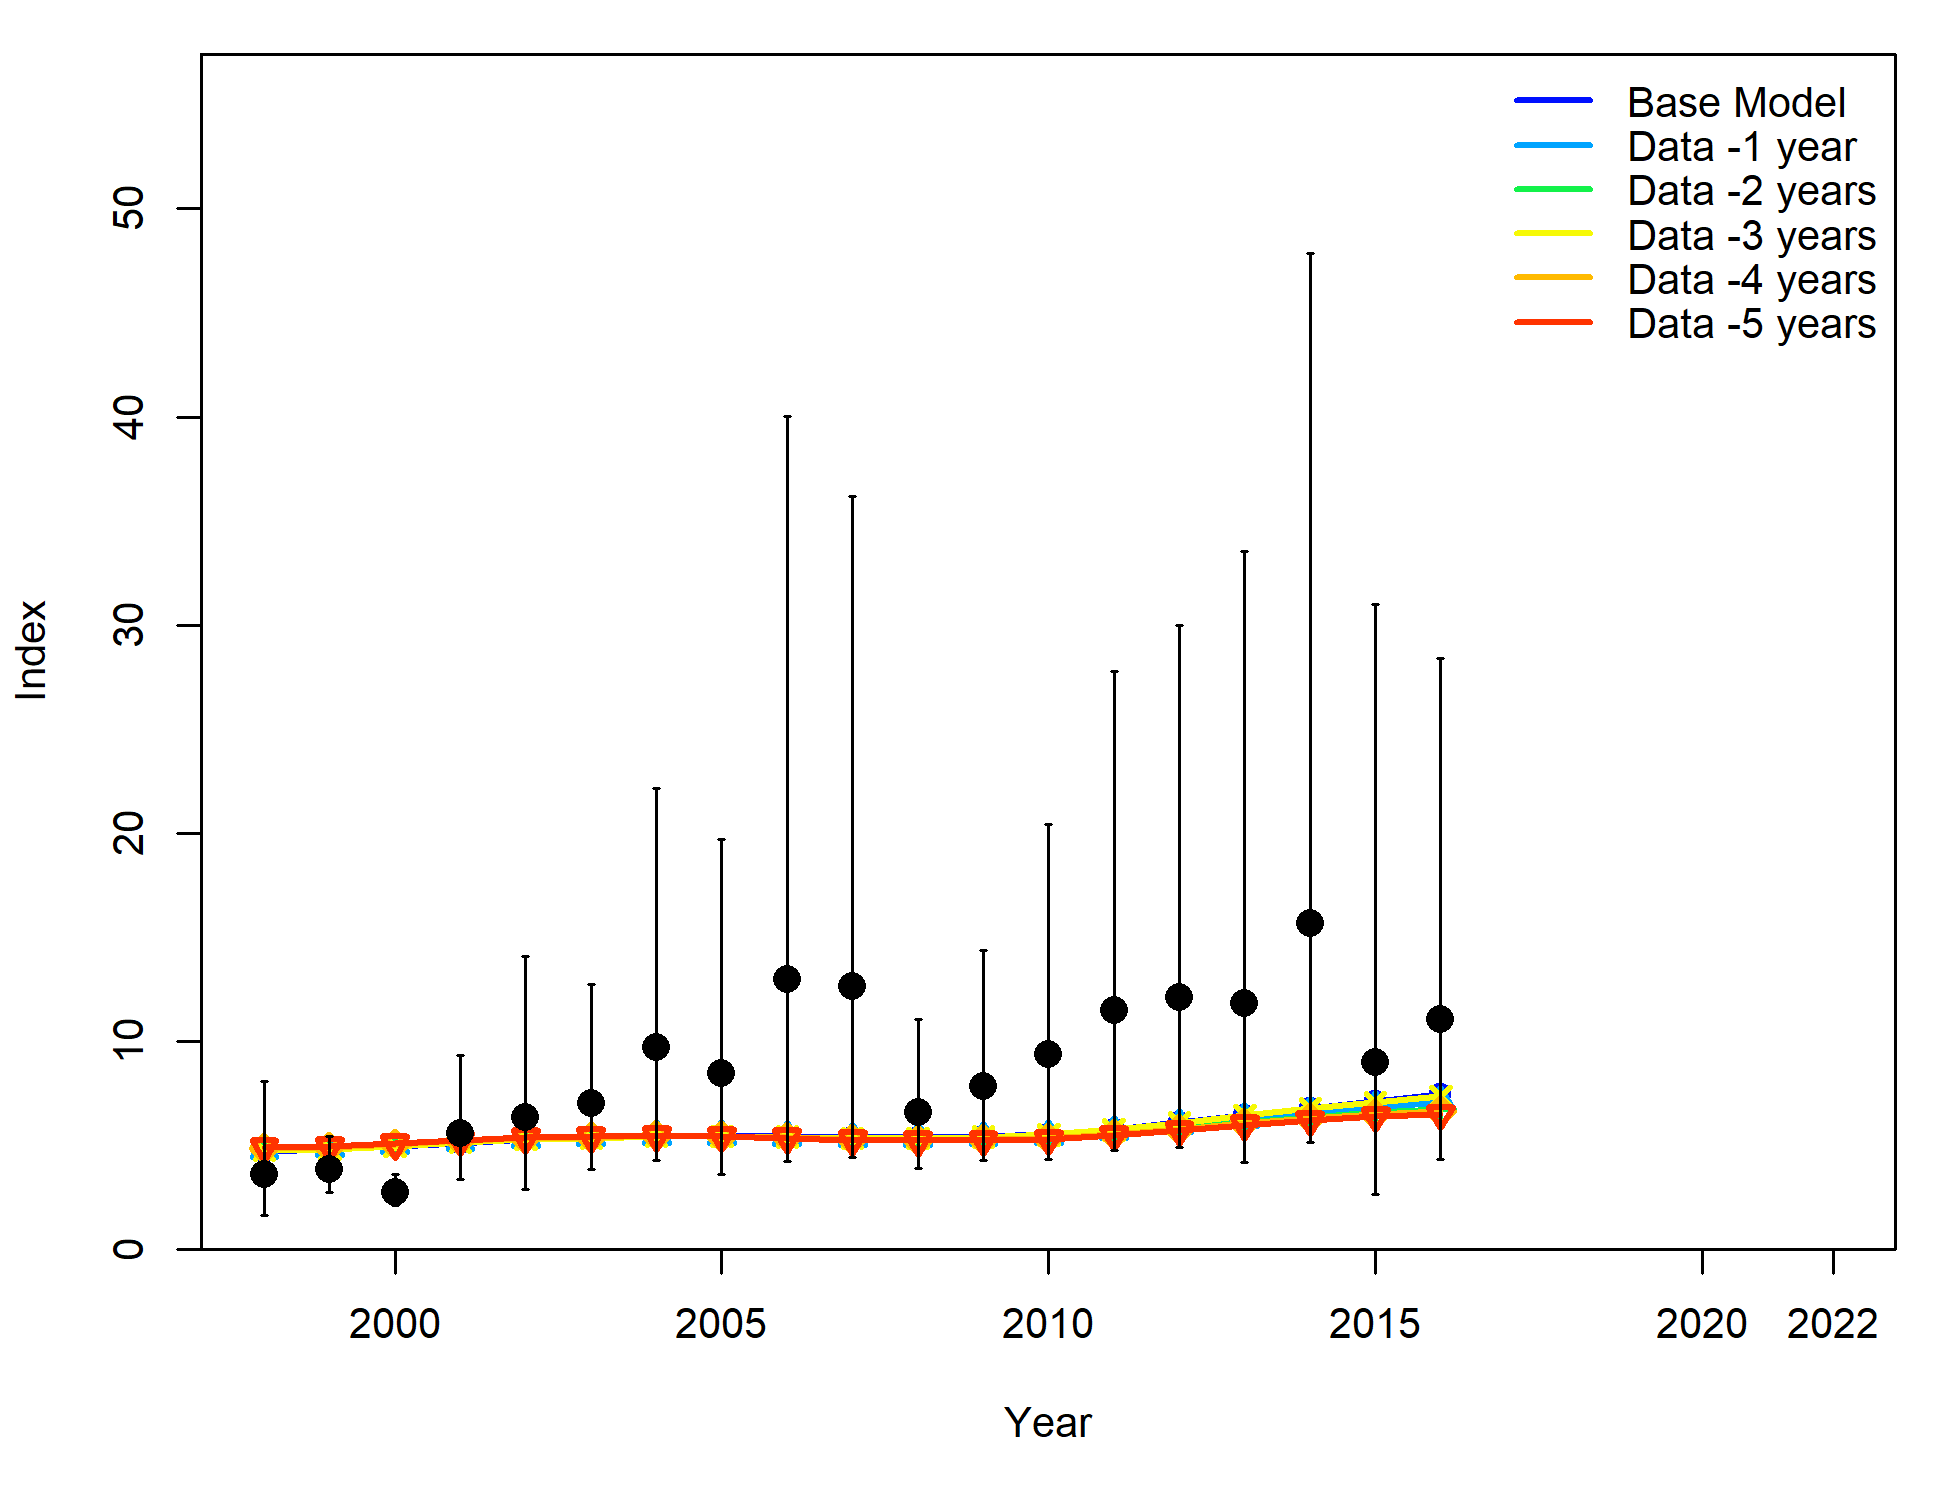 Base Model
Data -1 year
Data -2 years
Data -3 years
Data -4 years
Data -5 years
50
40
30
20
10
0
Index
2000 2005 2010 2015 2020 2022
Year